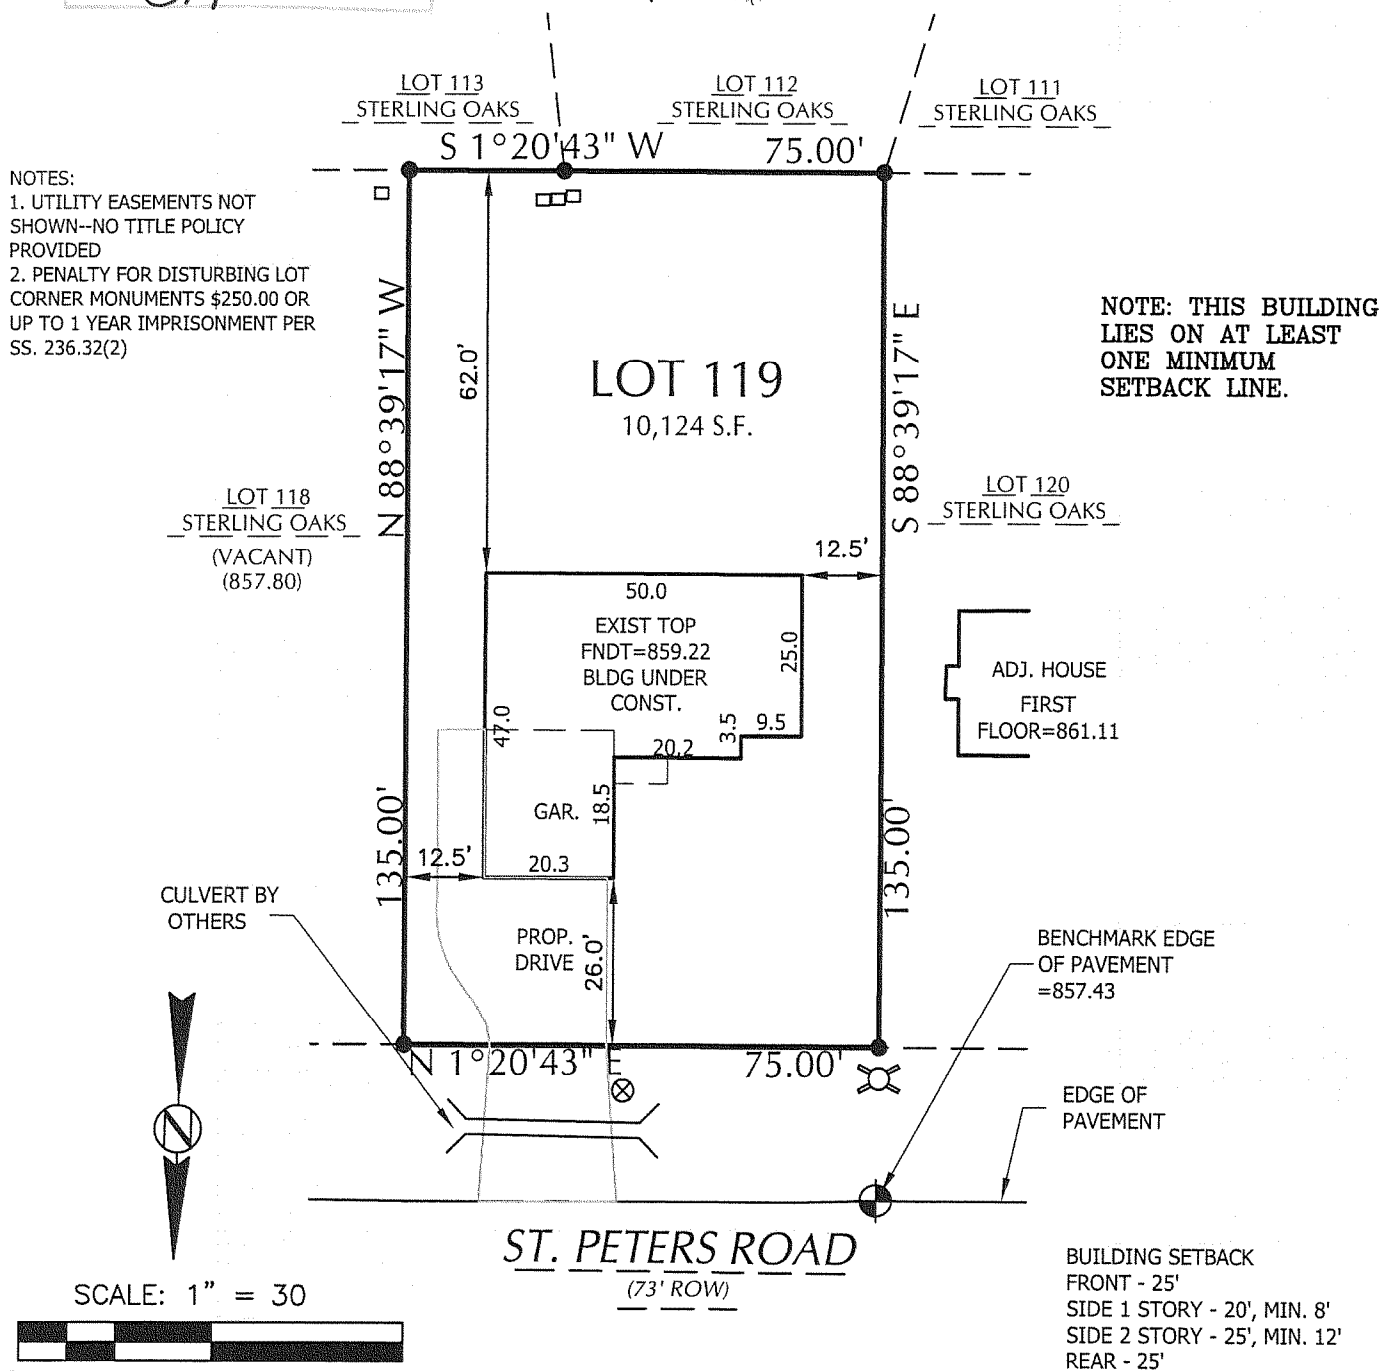 LOT 113
STERLING OAKS
LOT 112
STERLING OAKS
LOT 111
STERLING OAKS
S 1°20'43" W
75.00'
NOTES:
1. UTILITY EASEMENTS NOT
SHOWN--NO TITLE POLICY
PROVIDED
2. PENALTY FOR DISTURBING LOT
CORNER MONUMENTS $250.00 OR
UP TO 1 YEAR IMPRISONMENT PER
SS. 236.32(2)
N 88°39'17" W
135.00'
62.0'
LOT 119
10,124 S.F.
S 88°39'17" E
135.00'
NOTE: THIS BUILDING
LIES ON AT LEAST
ONE MINIMUM
SETBACK LINE.
LOT 118
STERLING OAKS
(VACANT)
(857.80)
LOT 120
STERLING OAKS
12.5'
50.0
EXIST TOP
FNDT=859.22
BLDG UNDER
CONST.
25.0
47.0
3.5
9.5
20.2
18.5
GAR.
12.5'
20.3
ADJ. HOUSE
FIRST
FLOOR=861.11
CULVERT BY
OTHERS
PROP.
DRIVE
26.0'
BENCHMARK EDGE
OF PAVEMENT
=857.43
N 1°20'43" E
75.00'
EDGE OF
PAVEMENT
N
ST. PETERS ROAD
(73' ROW)
SCALE: 1" = 30
BUILDING SETBACK
FRONT - 25'
SIDE 1 STORY - 20', MIN. 8'
SIDE 2 STORY - 25', MIN. 12'
REAR - 25'